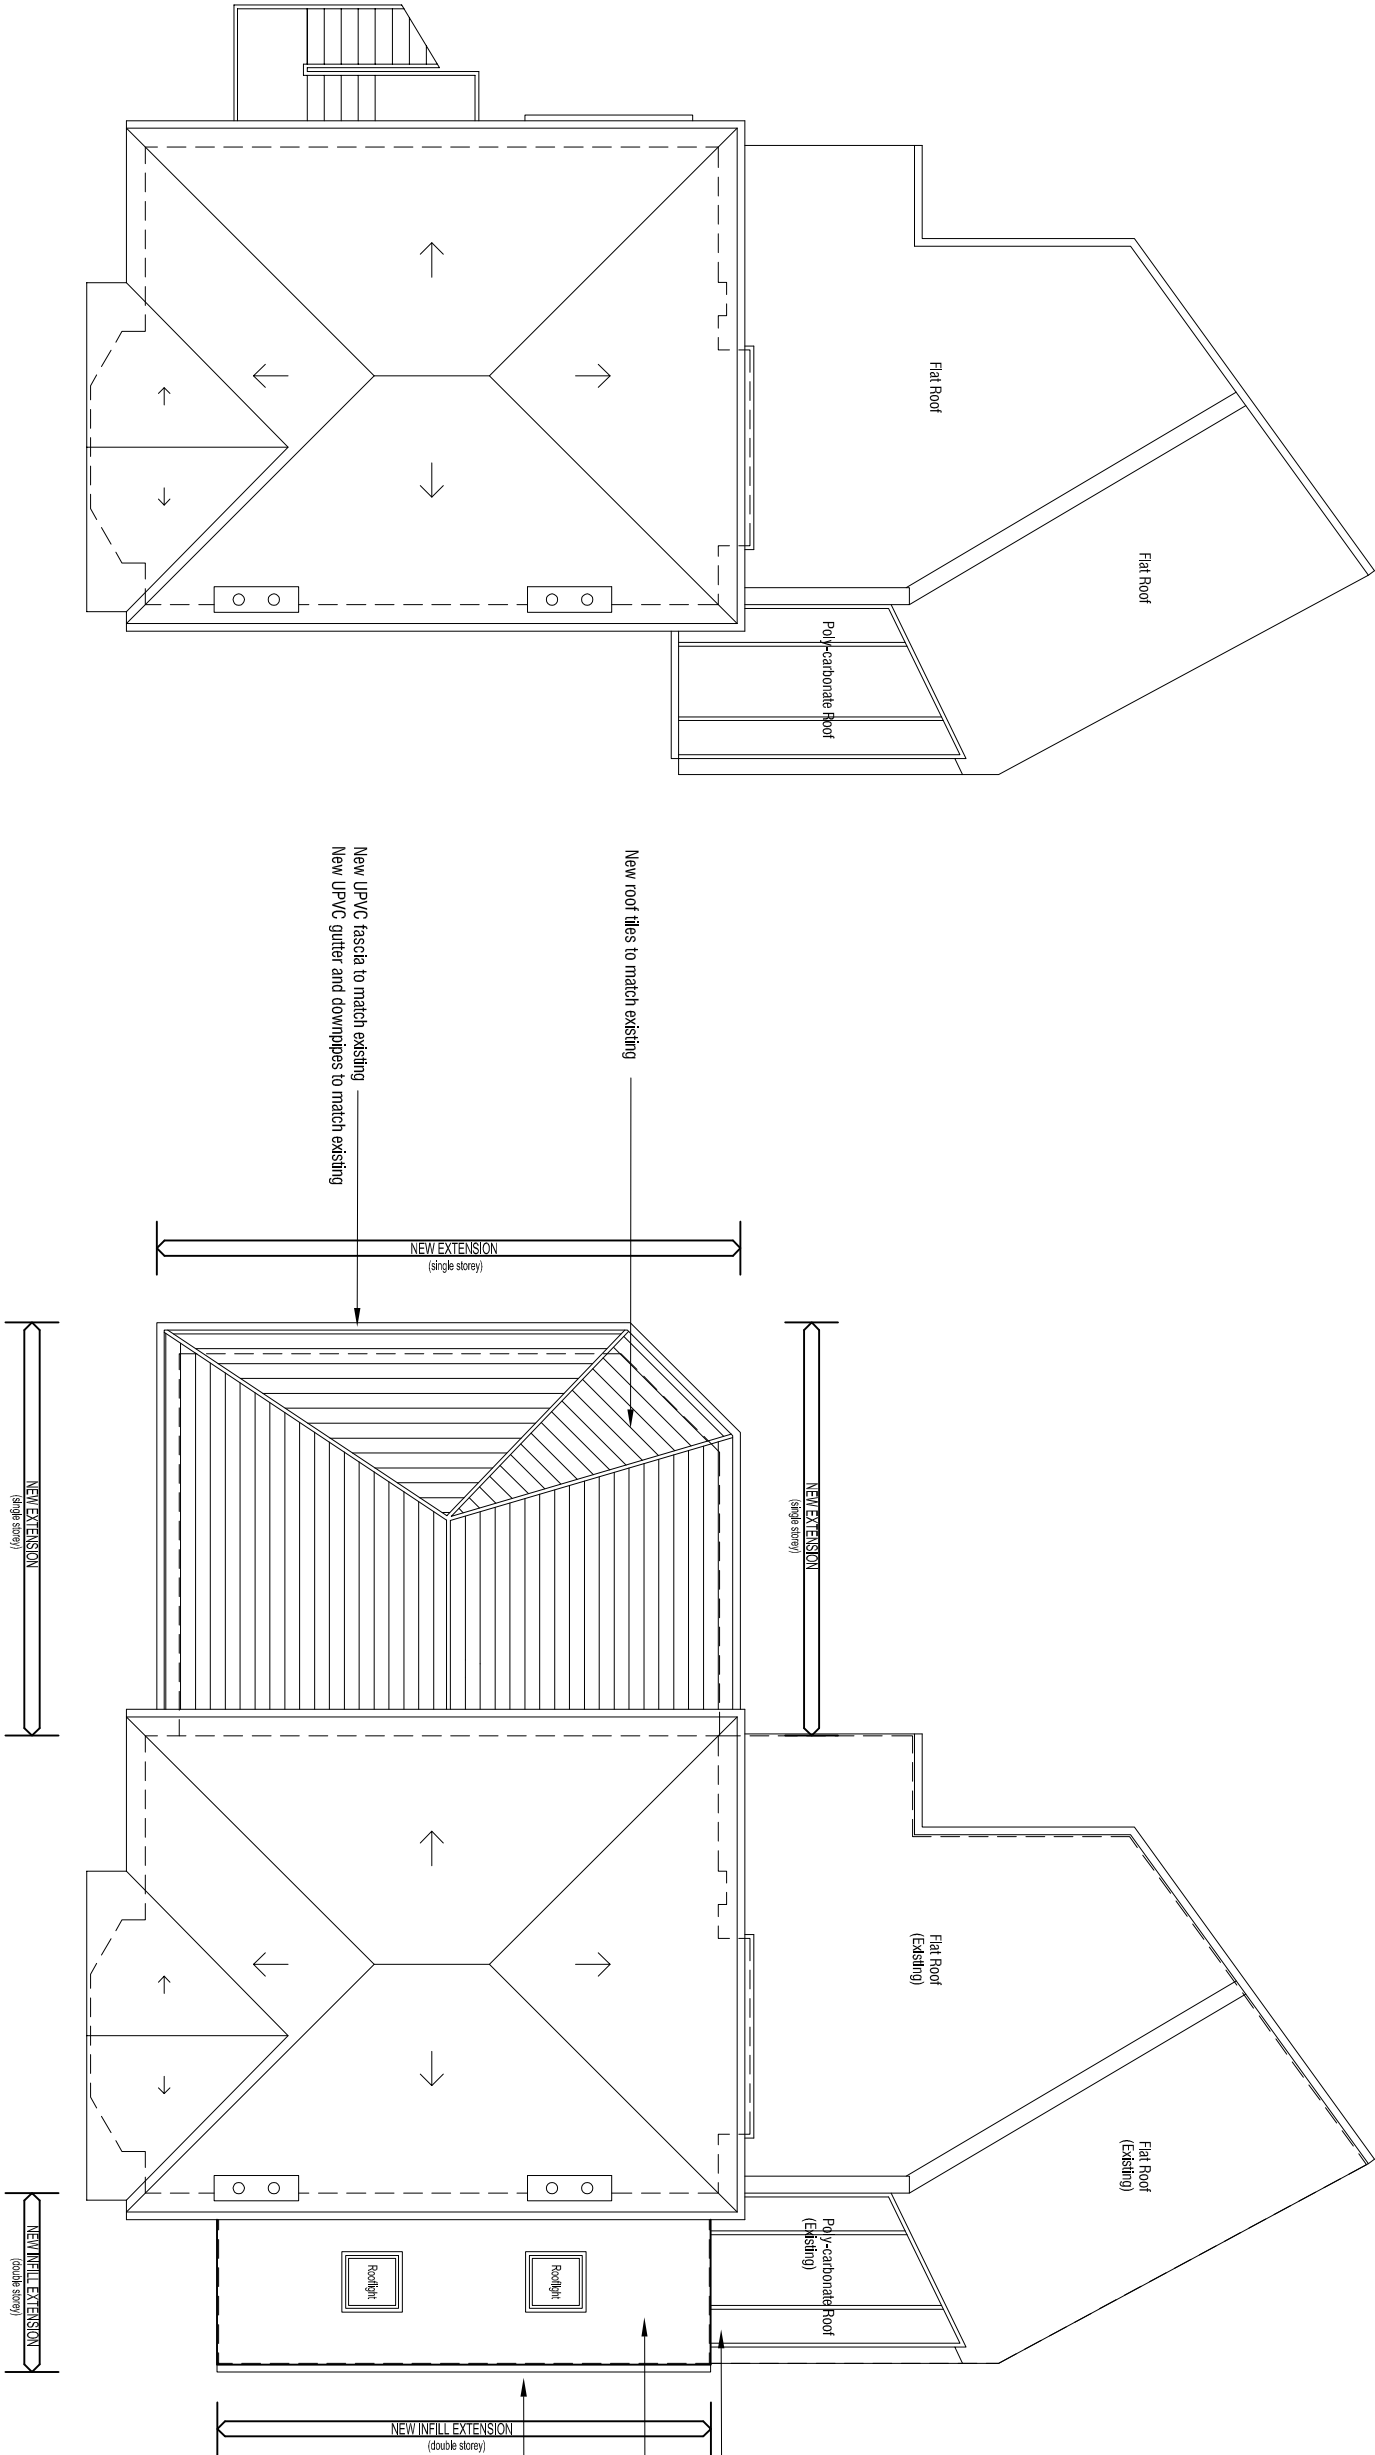 Flat Roof
Flat Roof
Poly-carbonate Roof
New roof tiles to match existing
New UPVC fascia to match existing
New UPVC gutter and downpipes to match existing
NEW EXTENSION
(single storey)
NEW EXTENSION
(single storey)
NEW EXTENSION
(single storey)
Flat Roof
(Existing)
Flat Roof
(Existing)
Poly-carbonate Roof
(Existing)
Rooflight
Rooflight
NEW INFILL EXTENSION
(double storey)
NEW INFILL EXTENSION
(double storey)